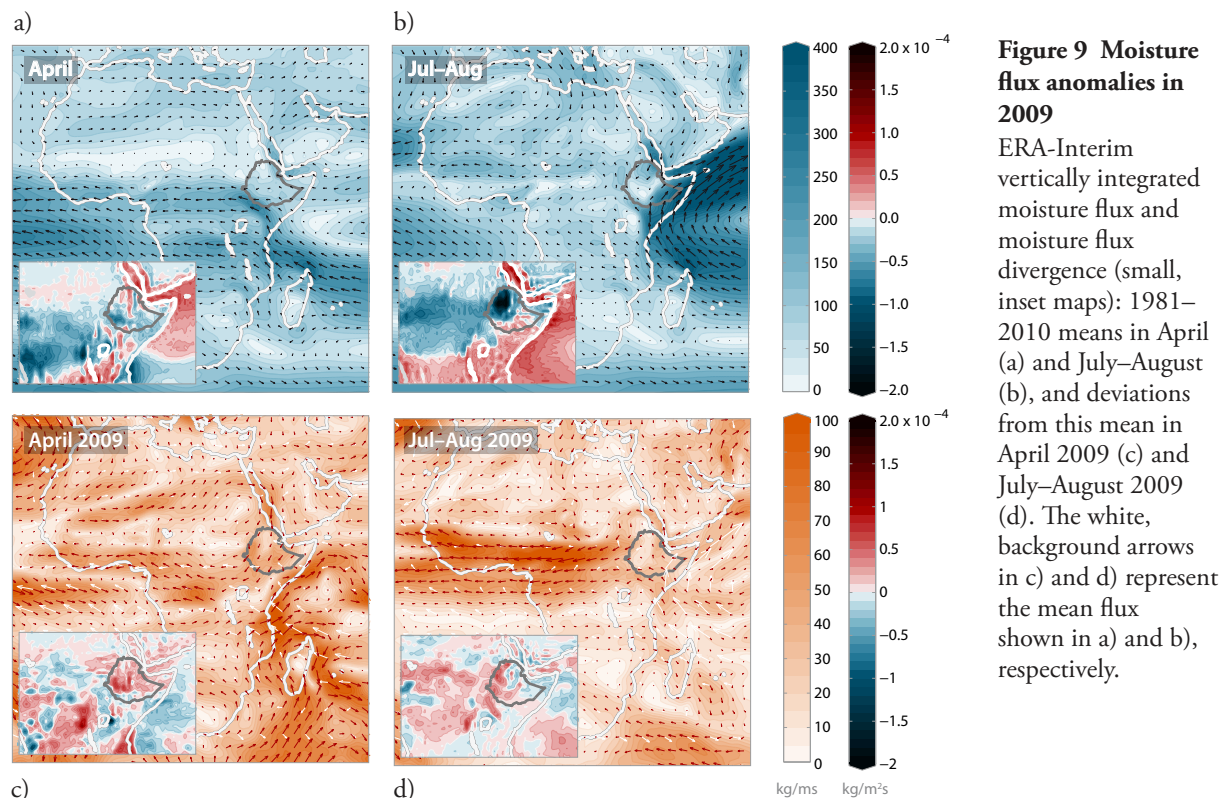 a)
b)
April
Jul–Aug
400
350
300
250
200
150
100
50
0
2.0 x 10 −4
1.5
1.0
0.5
0.0
−0.5
−1.0
−1.5
−2.0
April 2009
Jul–Aug 2009
100
90
80
70
60
50
40
30
20
10
0
kg/ms
2.0 x 10 −4
1.5
1.0
0.5
0
−0.5
−1
−1.5
−2
kg/m²s
c)
d)
Figure 9 Moisture
flux anomalies in
2009
ERA-Interim
vertically integrated
moisture flux and
moisture flux
divergence (small,
inset maps): 1981–
2010 means in April
(a) and July–August
(b), and deviations
from this mean in
April 2009 (c) and
July–August 2009
(d). The white,
background arrows
in c) and d) represent
the mean flux
shown in a) and b),
respectively.